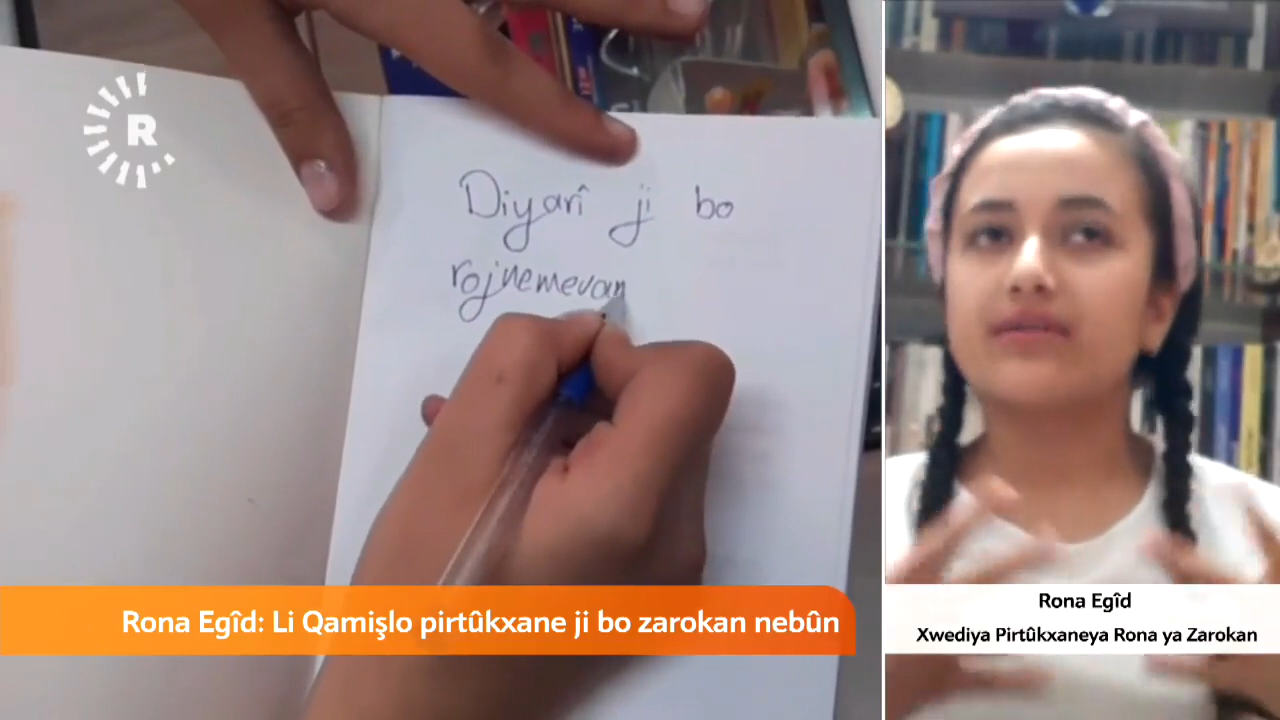 R
Diyarî ji bo
rojnemevan
Rona Egîd: Li Qamişlo pirtûkxane ji bo zarokan nebûn
Rona Egîd
Xwediya Pirtûkxaneya Rona ya Zarokan